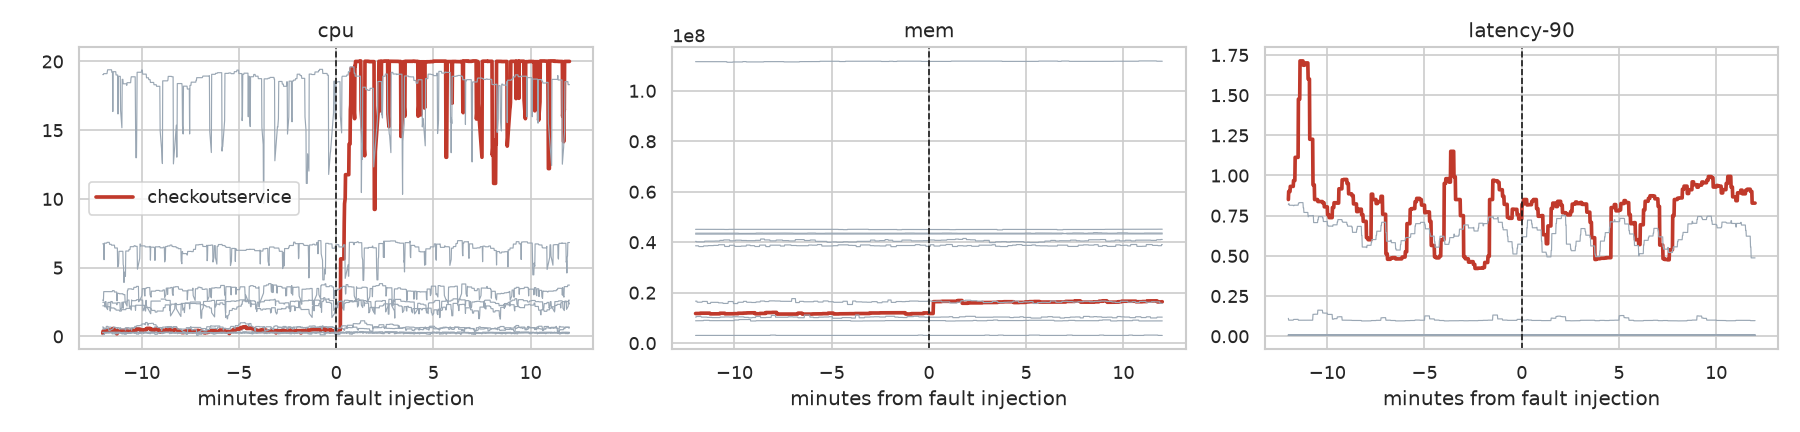 cpu
20
15
10
5
0
checkoutservice
−10 −5 0 5 10
minutes from fault injection
mem
1e8
1.0
0.8
0.6
0.4
0.2
0.0
−10 −5 0 5 10
minutes from fault injection
latency-90
1.75
1.50
1.25
1.00
0.75
0.50
0.25
0.00
−10 −5 0 5 10
minutes from fault injection